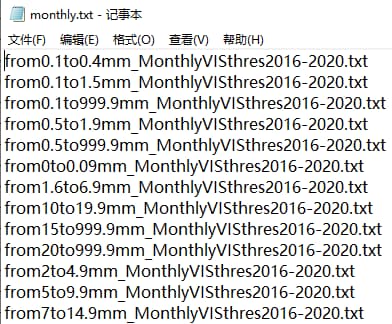 monthly.txt - 记事本
文件(F) 编辑(E) 格式(O) 查看(V) 帮助(H)
from0.1to0.4mm_MonthlyVISthres2016-2020.txt
from0.1to1.5mm_MonthlyVISthres2016-2020.txt
from0.1to999.9mm_MonthlyVISthres2016-2020.txt
from0.5to1.9mm_MonthlyVISthres2016-2020.txt
from0.5to999.9mm_MonthlyVISthres2016-2020.txt
from0to0.09mm_MonthlyVISthres2016-2020.txt
from1.6to6.9mm_MonthlyVISthres2016-2020.txt
from10to19.9mm_MonthlyVISthres2016-2020.txt
from15to999.9mm_MonthlyVISthres2016-2020.txt
from20to999.9mm_MonthlyVISthres2016-2020.txt
from2to4.9mm_MonthlyVISthres2016-2020.txt
from5to9.9mm_MonthlyVISthres2016-2020.txt
from7to14.9mm_MonthlyVISthres2016-2020.txt